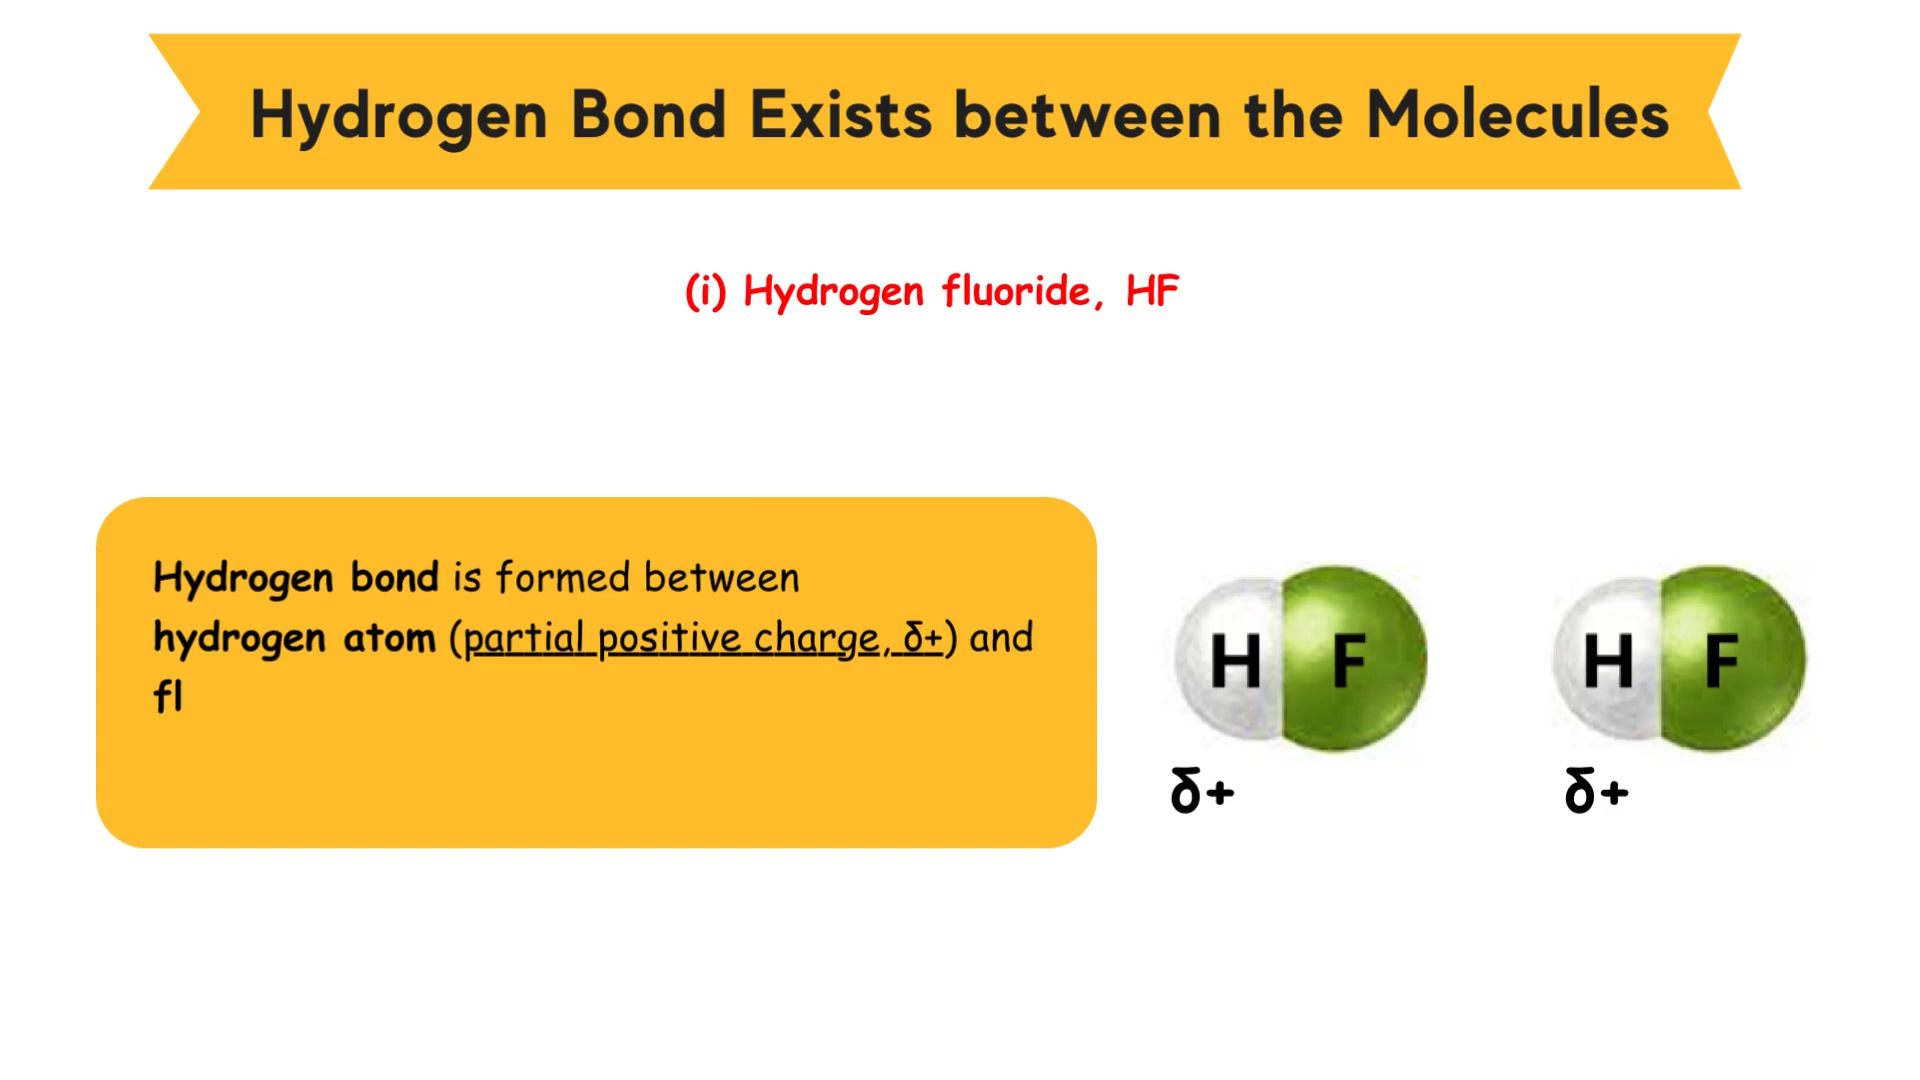 Hydrogen Bond Exists between the Molecules
(i) Hydrogen fluoride, HF
Hydrogen bond is formed between
hydrogen atom (partial positive charge, δ+) and
fl
H F H F
δ+ δ+